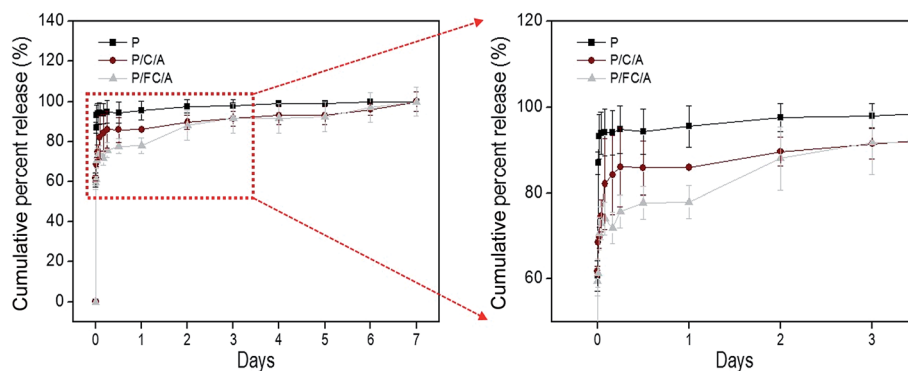 140
120
100
80
60
40
20
0
Cumulative percent release (%)
P
P/C/A
P/FC/A
0 1 2 3 4 5 6 7
Days
120
100
80
60
Cumulative percent release (%)
P
P/C/A
P/FC/A
0 1 2 3
Days